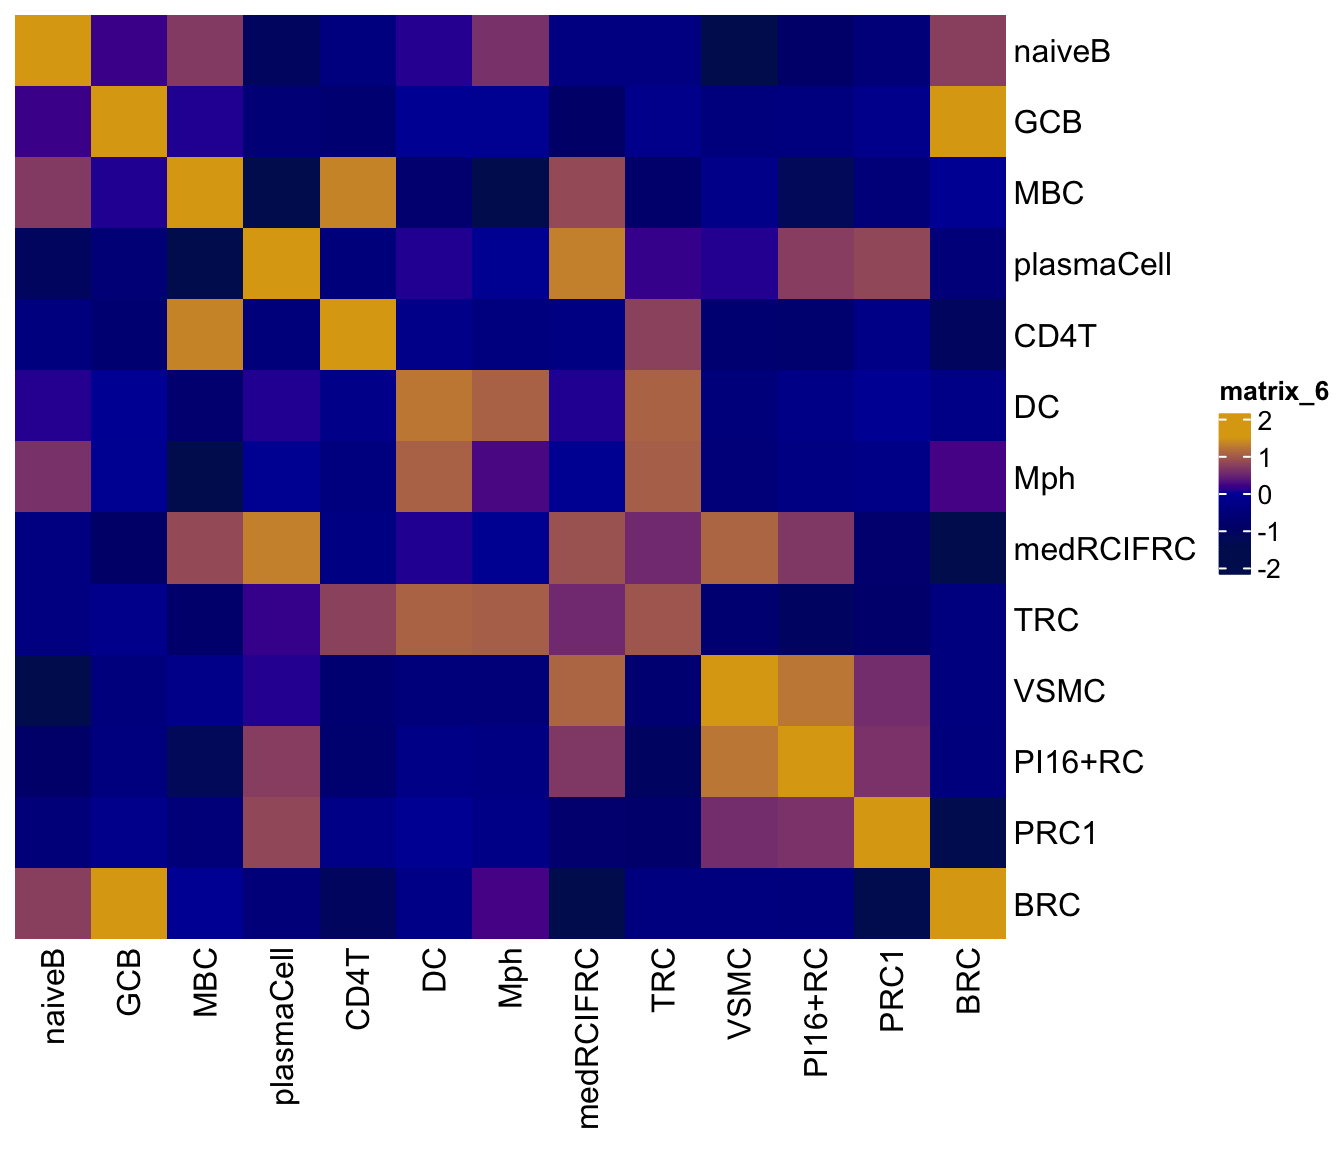 naiveB
GCB
MBC
plasmaCell
CD4T
DC
Mph
medRCIFRC
TRC
VSMC
PI16+RC
PRC1
BRC
matrix_6
2
1
0
-1
-2
naiveB
GCB
MBC
plasmaCell
CD4T
DC
Mph
medRCIFRC
TRC
VSMC
PI16+RC
PRC1
BRC